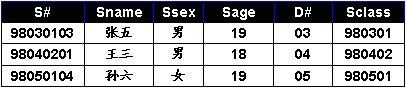 S# Sname Ssex Sage D# Sclass
98030103 张五 男 19 03 980301
98040201 王三 男 18 04 980402
98050104 孙六 女 19 05 980501